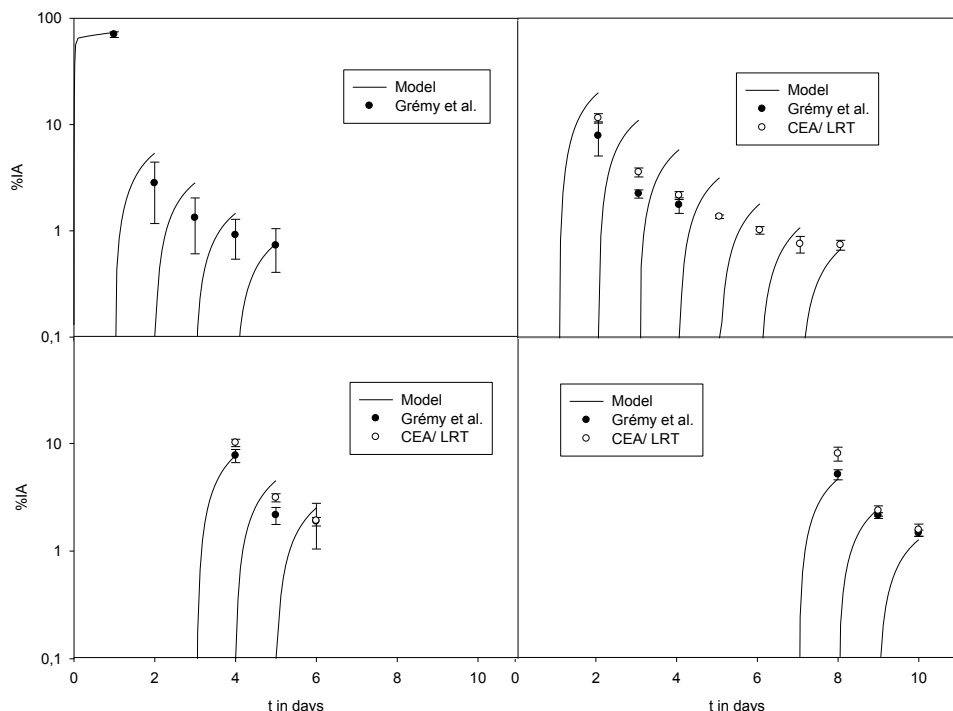 100
10
1
0,1
%IA
Model
Grémy et al.
Model
Grémy et al.
CEA/ LRT
10
1
0,1
%IA
Model
Grémy et al.
CEA/ LRT
Model
Grémy et al.
CEA/ LRT
0 2 4 6 8 10 0 2 4 6 8 10
t in days t in days